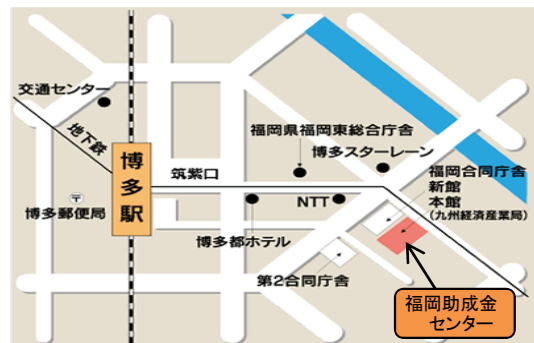 交通センター
地下鉄
博多駅
筑紫口
博多郵便局
福岡県福岡東総合庁舎
博多スターレーン
福岡合同庁舎
新館
本館
(九州経済産業局)
NTT
博多都ホテル
第2合同庁舎
福岡助成金
センター